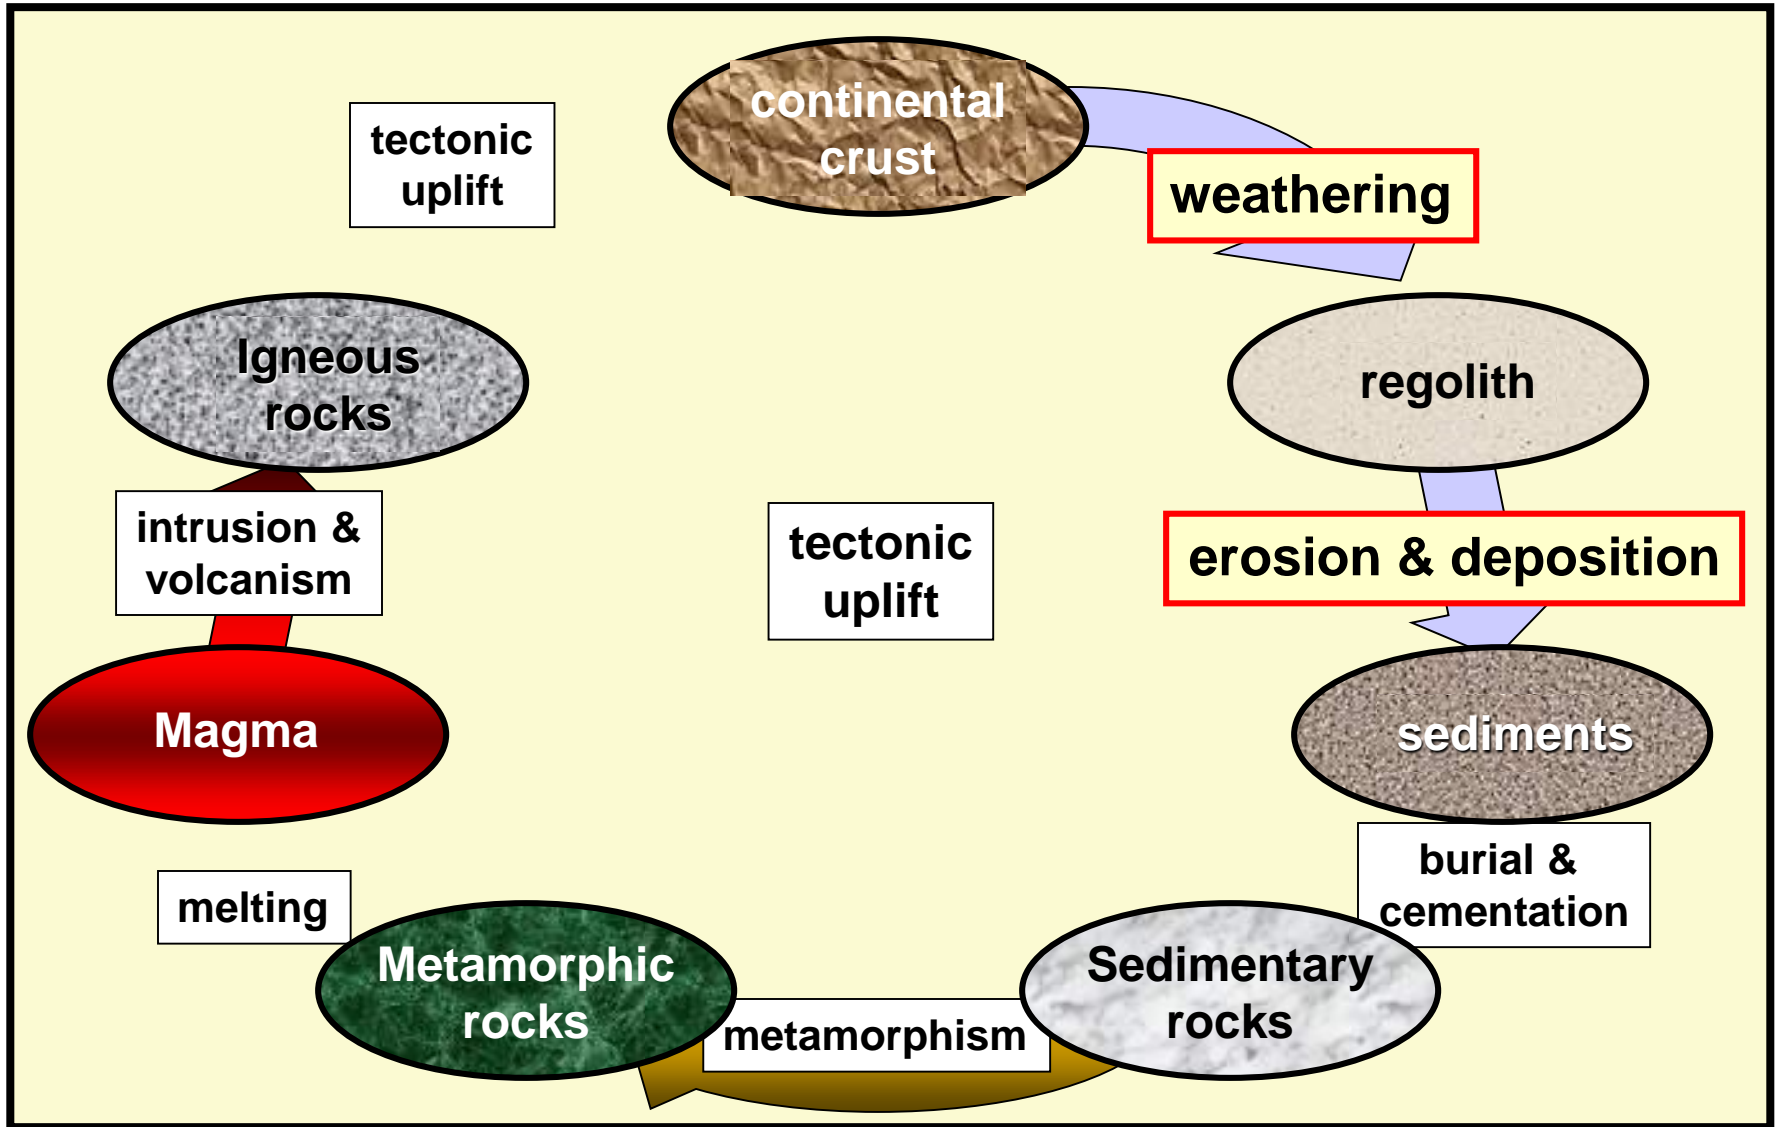 continental
crust
tectonic
uplift
weathering
Igneous
rocks
regolith
intrusion &
volcanism
tectonic
uplift
erosion & deposition
Magma
sediments
melting
burial &
cementation
Metamorphic
rocks
metamorphism
Sedimentary
rocks